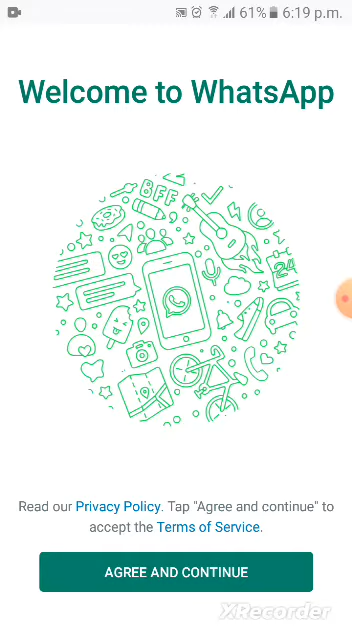 61% 6:19 p.m.
Welcome to WhatsApp
BFF
24
Read our Privacy Policy. Tap "Agree and continue" to
accept the Terms of Service.
AGREE AND CONTINUE
XRecorder